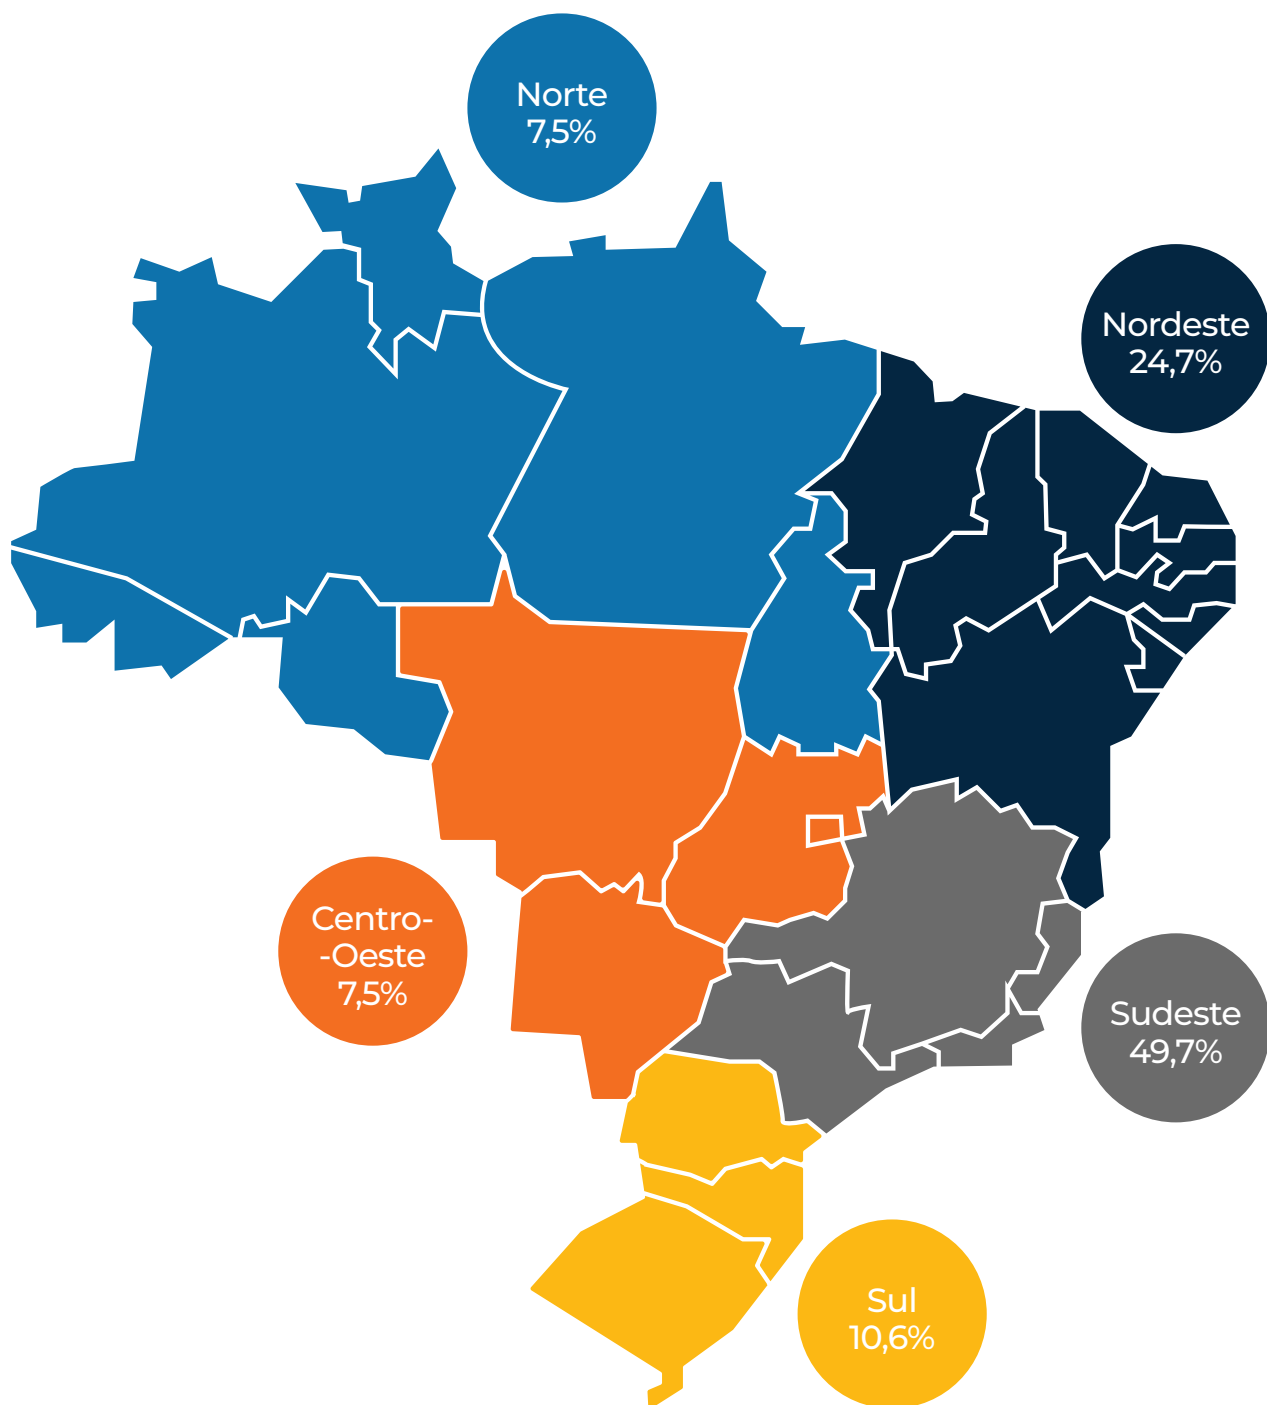 Norte
7,5%
Nordeste
24,7%
Centro-
-Oeste
7,5%
Sudeste
49,7%
Sul
10,6%